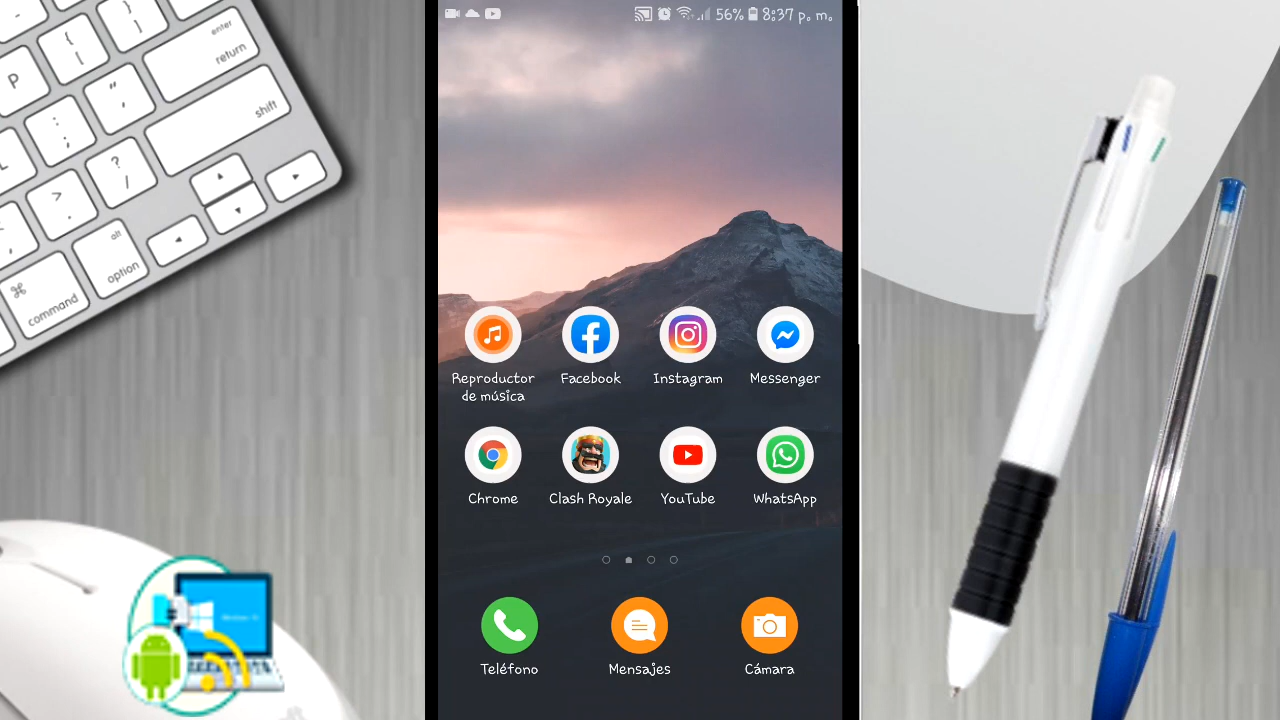 56% 8:37 p. m.
enter
return
shift
alt
option
command
P
Reproductor
de música
Facebook
Instagram
Messenger
Chrome
Clash Royale
YouTube
WhatsApp
Teléfono
Mensajes
Cámara